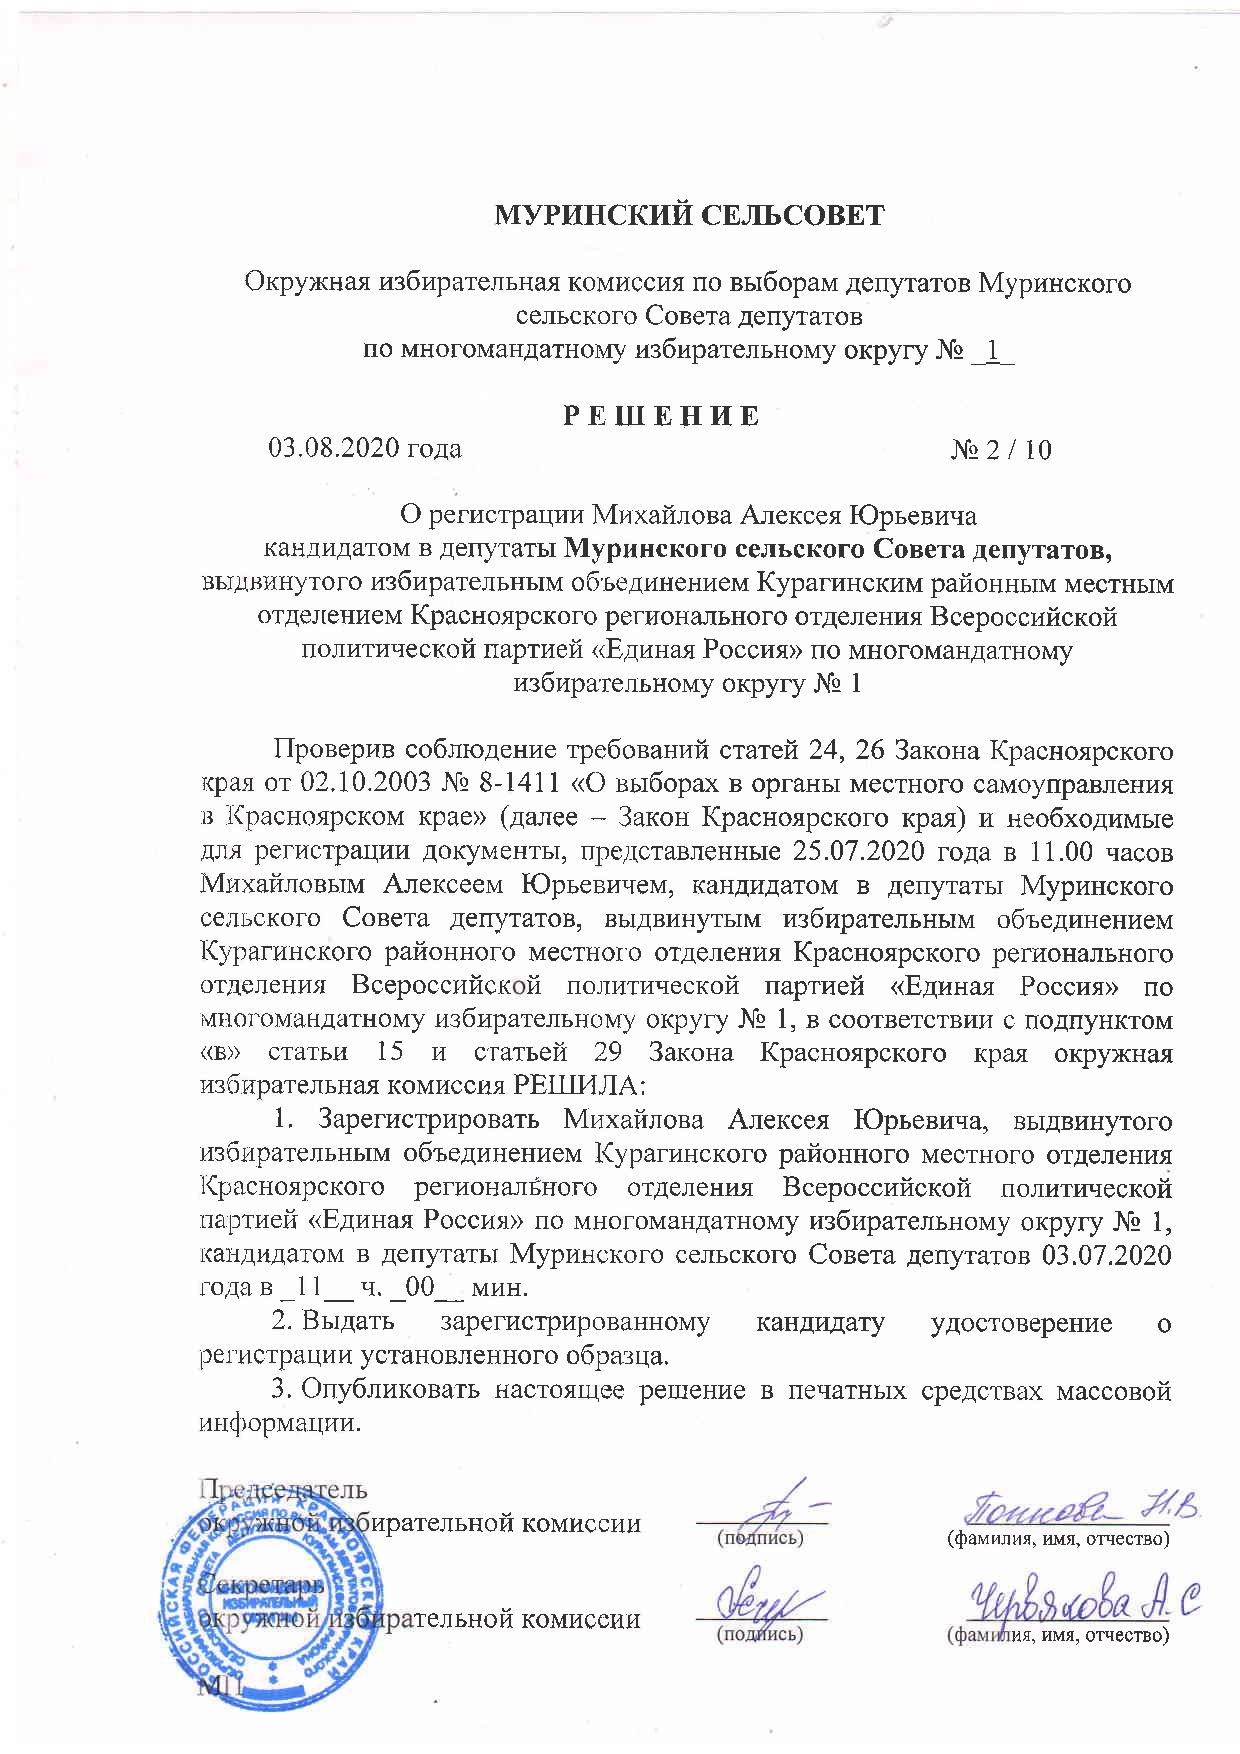 МУРИНСКИЙ СЕЛЬСОВЕТ
Окружная избирательная комиссия по выборам депутатов Муринского
сельского Совета депутатов
по многомандатному избирательному округу № _1_
Р Е Ш Е Н И Е
03.08.2020 года № 2 / 10
О регистрации Михайлова Алексея Юрьевича
кандидатом в депутаты Муринского сельского Совета депутатов,
выдвинутого избирательным объединением Курагинским районным местным
отделением Красноярского регионального отделения Всероссийской
политической партией «Единая Россия» по многомандатному
избирательному округу № 1
Проверив соблюдение требований статей 24, 26 Закона Красноярского
края от 02.10.2003 № 8-1411 «О выборах в органы местного самоуправления
в Красноярском крае» (далее – Закон Красноярского края) и необходимые
для регистрации документы, представленные 25.07.2020 года в 11.00 часов
Михайловым Алексеем Юрьевичем, кандидатом в депутаты Муринского
сельского Совета депутатов, выдвинутым избирательным объединением
Курагинского районного местного отделения Красноярского регионального
отделения Всероссийской политической партией «Единая Россия» по
многомандатному избирательному округу № 1, в соответствии с подпунктом
«в» статьи 15 и статьей 29 Закона Красноярского края окружная
избирательная комиссия РЕШИЛА:
1. Зарегистрировать Михайлова Алексея Юрьевича, выдвинутого
избирательным объединением Курагинского районного местного отделения
Красноярского регионального отделения Всероссийской политической
партией «Единая Россия» по многомандатному избирательному округу № 1,
кандидатом в депутаты Муринского сельского Совета депутатов 03.07.2020
года в _11__ ч. _00__ мин.
2. Выдать зарегистрированному кандидату удостоверение о
регистрации установленного образца.
3. Опубликовать настоящее решение в печатных средствах массовой
информации.
Председатель
окружной избирательной комиссии
(подпись) (фамилия, имя, отчество)
Секретарь
окружной избирательной комиссии Червякова А.С
(подпись) (фамилия, имя, отчество)
МП